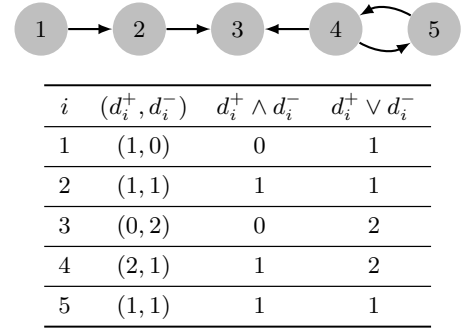 1 2 3 4 5
i (d_i^+, d_i^-) d_i^+ ∧ d_i^- d_i^+ ∨ d_i^-
1 (1, 0) 0 1
2 (1, 1) 1 1
3 (0, 2) 0 2
4 (2, 1) 1 2
5 (1, 1) 1 1